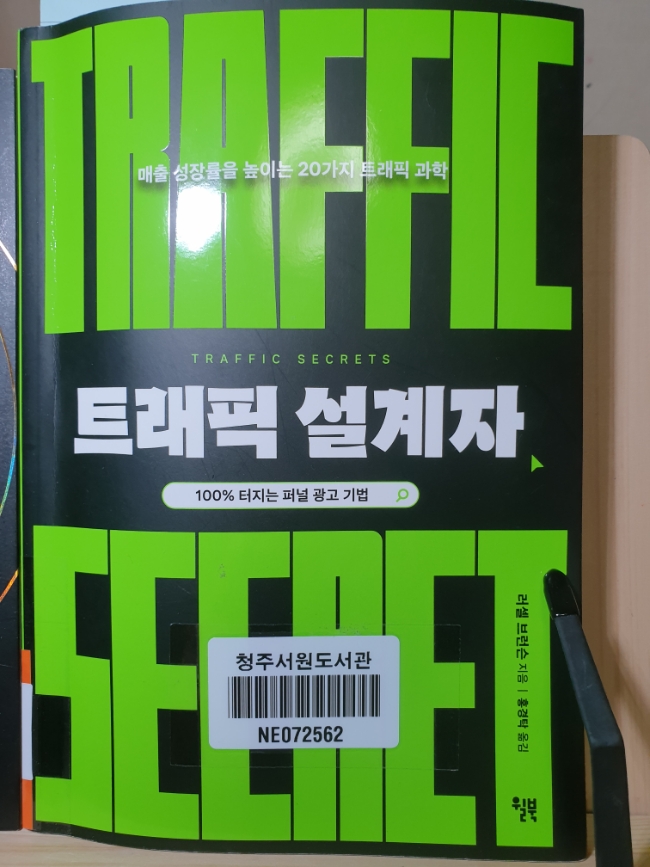 TRAFFIC
매출 성장률을 높이는 20가지 트래픽 과학
TRAFFIC SECRETS
트래픽 설계자
100% 터지는 퍼널 광고 기법
SECRET
러셀 브런슨 지음 | 홍경탁 옮김
청주서원도서관
NE072562
윌북